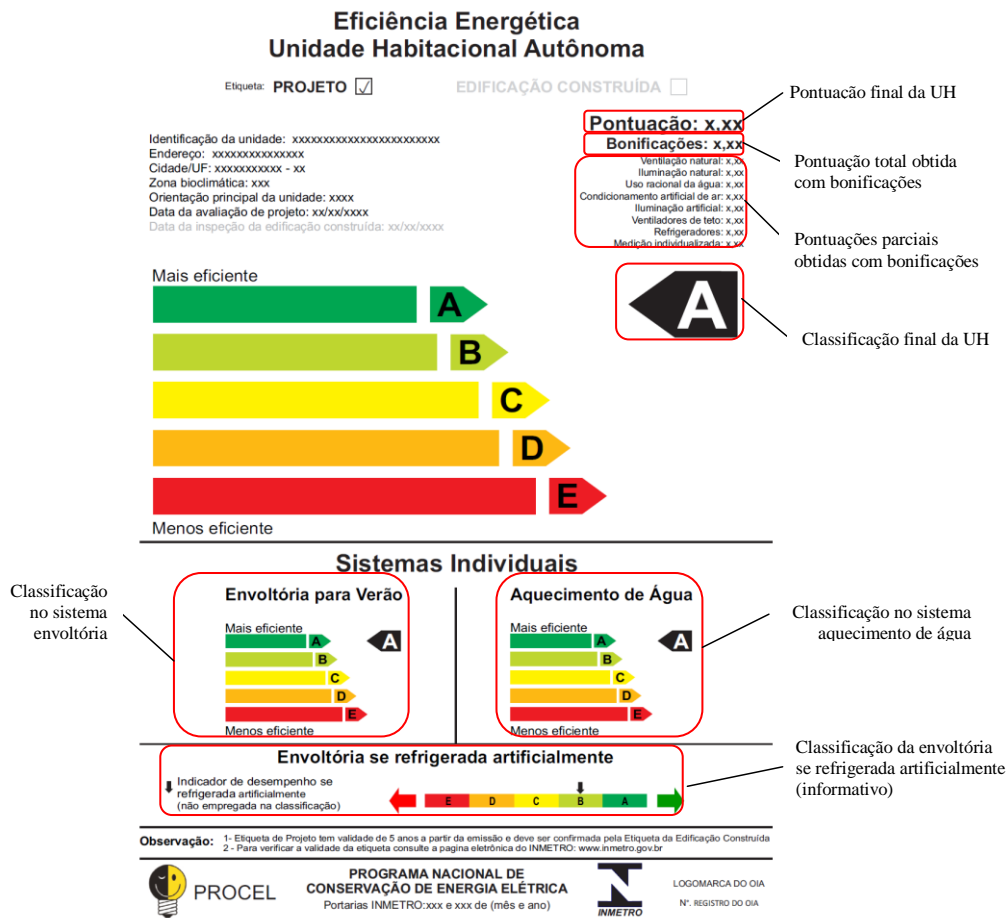 Eficiência Energética
Unidade Habitacional Autônoma
Etiqueta: PROJETO
EDIFICAÇÃO CONSTRUÍDA
Pontuacão final da UH
Pontuação: x,xx
Bonificações: x,xx
Pontuação total obtida
com bonificações
Identificação da unidade: xxxxxxxxxxxxxxxxxxxxxxxx
Endereço: xxxxxxxxxxxxxxx
Cidade/UF: xxxxxxxxxxx - xx
Zona bioclimática: xxx
Orientação principal da unidade: xxxx
Data da avaliação de projeto: xx/xx/xxxx
Data da inspeção da edificação construída: xx/xx/xxxx
Ventilação natural: x,xx
Iluminação natural: x,xx
Uso racional da água: x,xx
Condicionamento artificial de ar: x,xx
Iluminação artificial: x,xx
Ventiladores de teto: x,xx
Refrigeradores: x,xx
Medição individualizada: x,xx
Pontuações parciais
obtidas com bonificações
Mais eficiente
A
B
C
D
E
Menos eficiente
A
Classificação final da UH
Sistemas Individuais
Classificação
no sistema
envoltória
Envoltória para Verão
Mais eficiente
A
A
B
C
D
E
Menos eficiente
Aquecimento de Água
Mais eficiente
A
A
B
C
D
E
Menos eficiente
Classificação no sistema
aquecimento de água
Envoltória se refrigerada artificialmente
Indicador de desempenho se
refrigerada artificialmente
(não empregada na classificação)
E D C B A
Classificação da envoltória
se refrigerada artificialmente
(informativo)
Observação: 1- Etiqueta de Projeto tem validade de 5 anos a partir da emissão e deve ser confirmada pela Etiqueta da Edificação Construída
2 - Para verificar a validade da etiqueta consulte a pagina eletrônica do INMETRO: www.inmetro.gov.br
PROCEL
PROGRAMA NACIONAL DE
CONSERVAÇÃO DE ENERGIA ELÉTRICA
Portarias INMETRO:xxx e xxx de (mês e ano)
INMETRO
LOGOMARCA DO OIA
N°. REGISTRO DO OIA